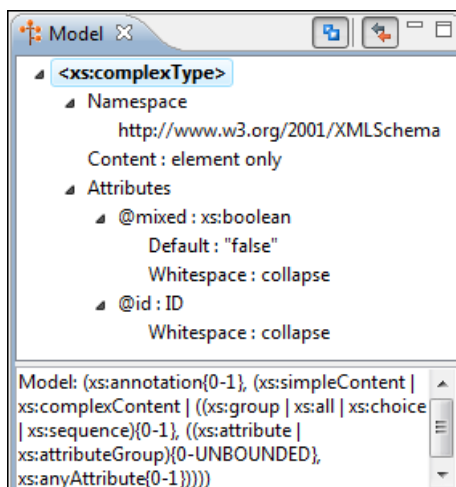 Model
<xs:complexType>
Namespace
http://www.w3.org/2001/XMLSchema
Content : element only
Attributes
@mixed : xs:boolean
Default : "false"
Whitespace : collapse
@id : ID
Whitespace : collapse
Model: (xs:annotation{0-1}, (xs:simpleContent |
xs:complexContent | ((xs:group | xs:all | xs:choice
| xs:sequence){0-1}, ((xs:attribute |
xs:attributeGroup){0-UNBOUNDED},
xs:anyAttribute{0-1}))))